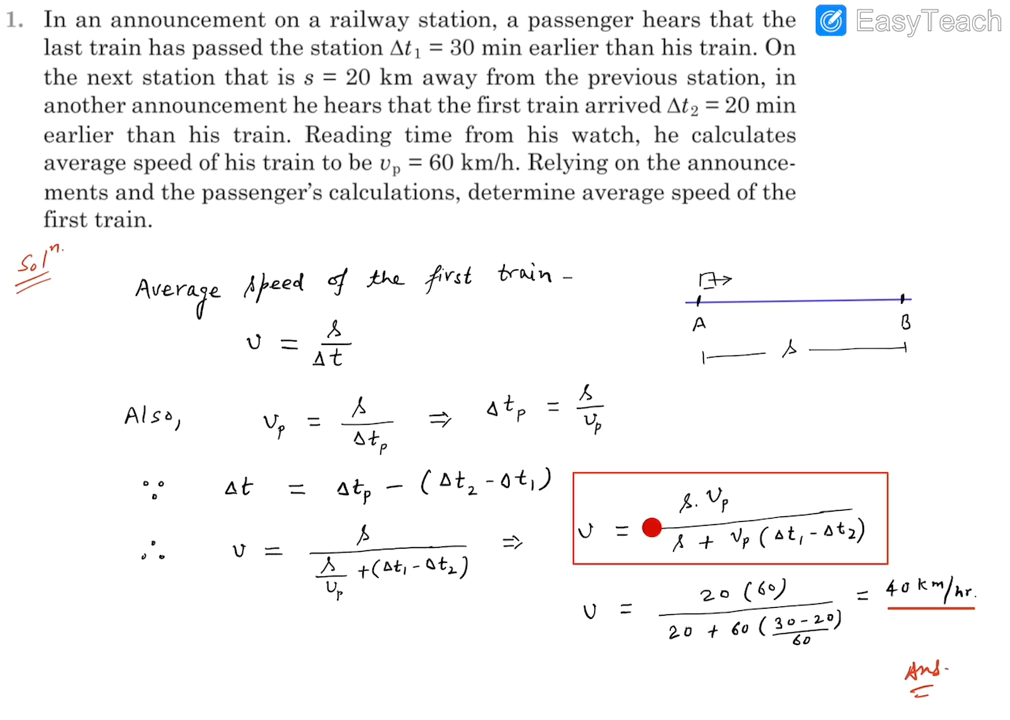 1. In an announcement on a railway station, a passenger hears that the
last train has passed the station Δt₁ = 30 min earlier than his train. On
the next station that is s = 20 km away from the previous station, in
another announcement he hears that the first train arrived Δt₂ = 20 min
earlier than his train. Reading time from his watch, he calculates
average speed of his train to be υₚ = 60 km/h. Relying on the announce-
ments and the passenger's calculations, determine average speed of the
first train.
EasyTeach
Solⁿ.
Average speed of the first train -
υ = s / Δt
A B
s
Also, υₚ = s / Δtₚ ⇒ Δtₚ = s / υₚ
∵ Δt = Δtₚ - (Δt₂ - Δt₁)
∴ υ = s / (s/υₚ + (Δt₁ - Δt₂)) ⇒ υ = s.υₚ / (s + υₚ(Δt₁ - Δt₂))
υ = 20(60) / (20 + 60((30-20)/60)) = 40 km/hr.
Ans.